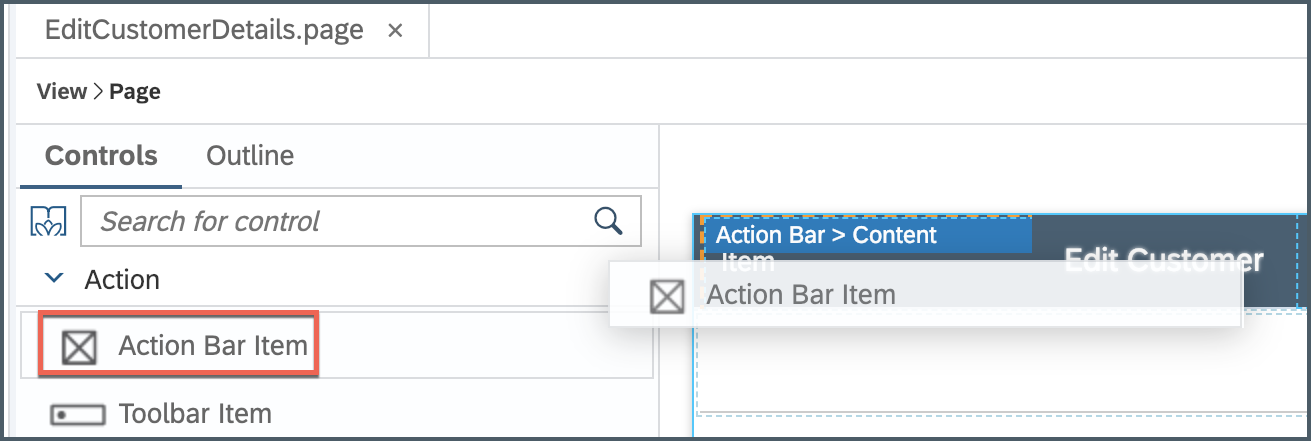 EditCustomerDetails.page ×
View > Page
Controls Outline
Search for control
Action
Action Bar Item
Toolbar Item
Action Bar > Content
Item
Edit Customer
Action Bar Item